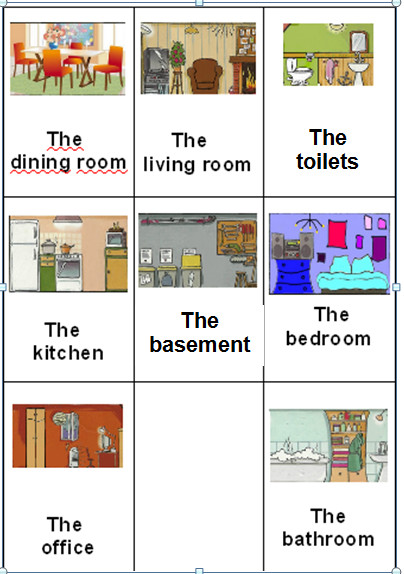 The
dining room
The
living room
The
toilets
The
kitchen
The
basement
The
bedroom
The
office
The
bathroom